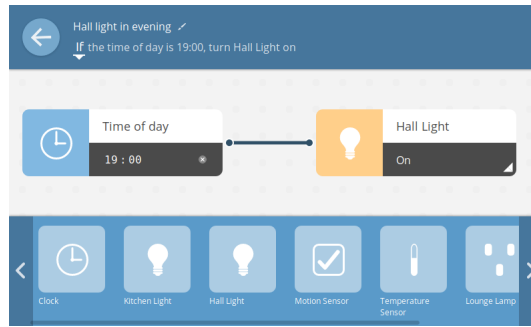 Hall light in evening
If the time of day is 19:00, turn Hall Light on
Time of day
19:00
Hall Light
On
Clock
Kitchen Light
Hall Light
Motion Sensor
Temperature
Sensor
Lounge Lamp